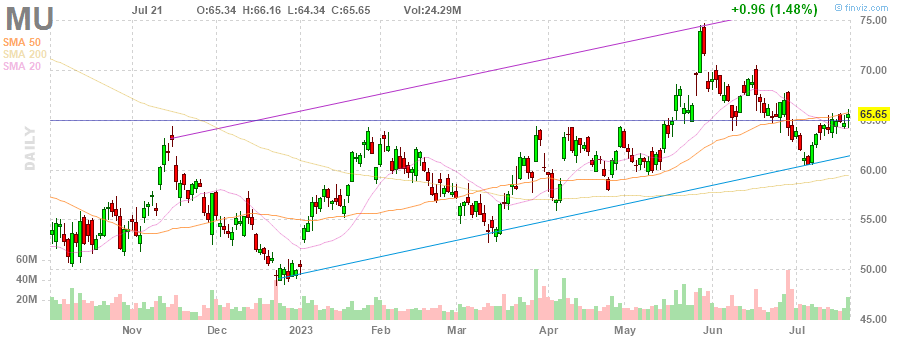 MU
Jul 21 O:65.34 H:66.16 L:64.34 C:65.65 Vol:24.29M +0.96 (1.48%)
© finviz.com
SMA 50
SMA 200
SMA 20
DAILY
75.00
70.00
65.65
60.00
55.00
50.00
45.00
60M
40M
20M
Nov Dec 2023 Feb Mar Apr May Jun Jul